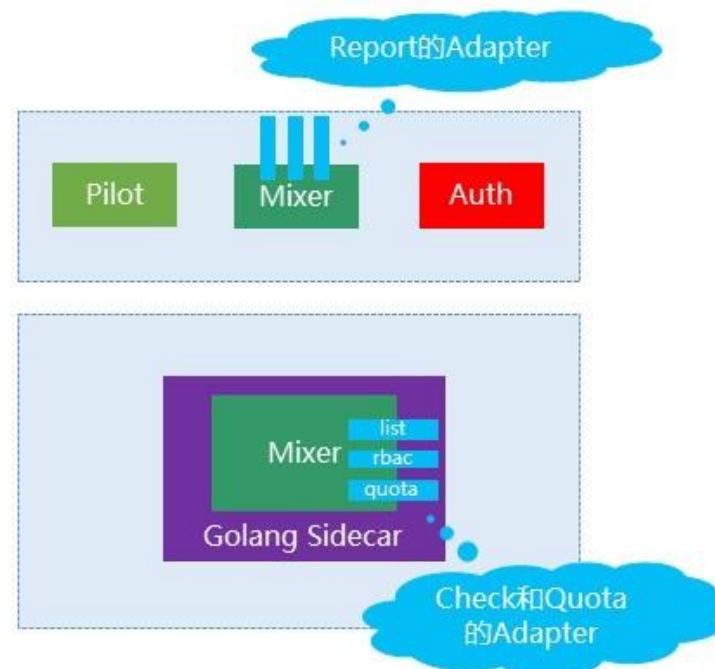 Report的Adapter
Pilot
Mixer
Auth
list
Mixer
rbac
quota
Golang Sidecar
Check和Quota
的Adapter